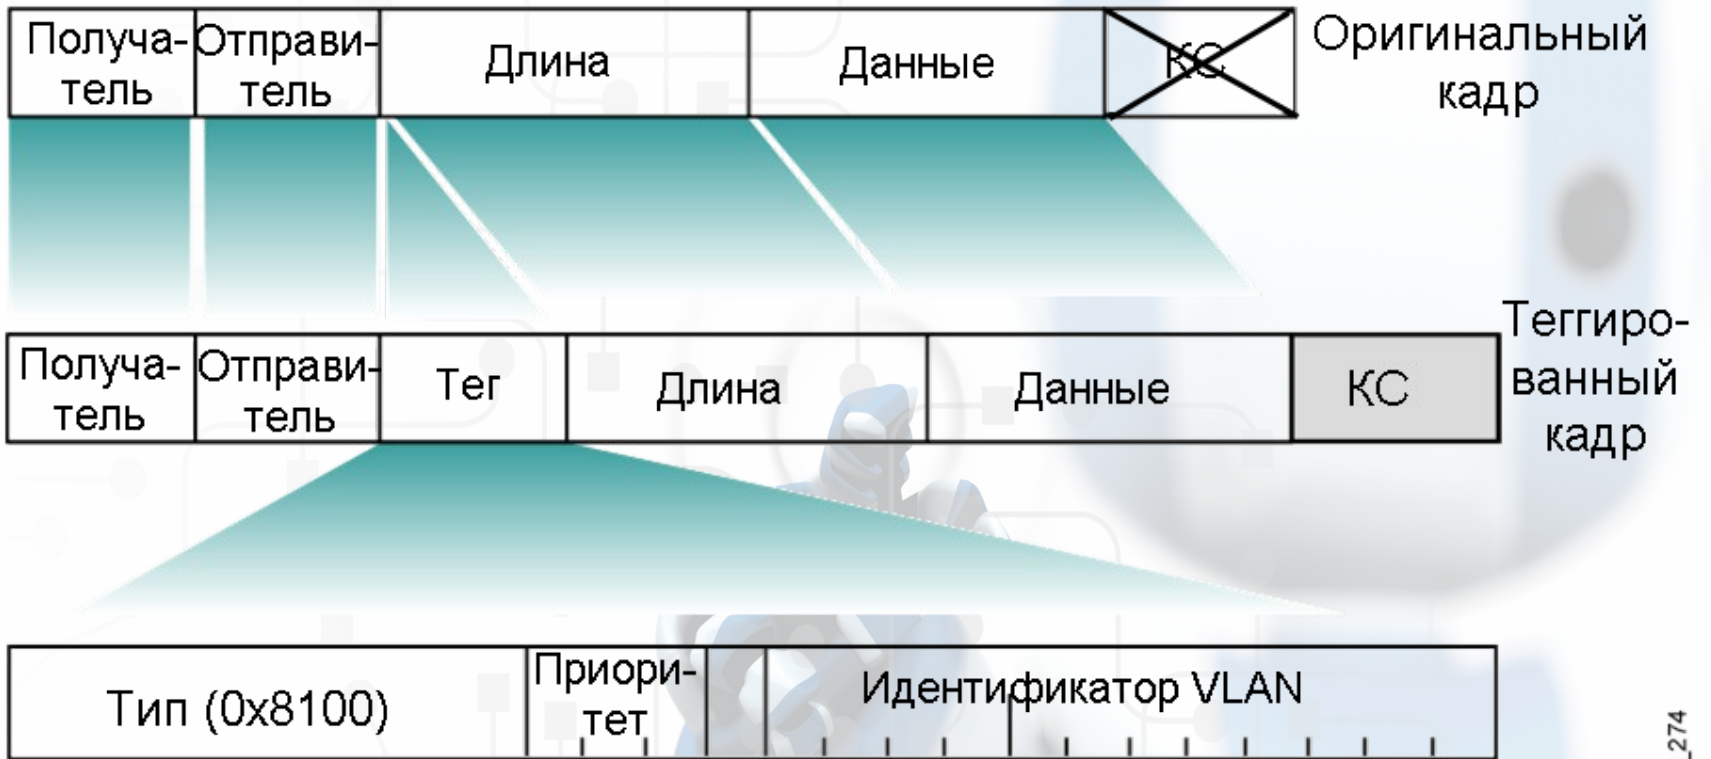 Получа-
тель
Отправи-
тель
Длина
Данные
КС
Оригинальный
кадр
Получа-
тель
Отправи-
тель
Тег
Длина
Данные
КС
Теггиро-
ванный
кадр
Тип (0x8100)
Приори-
тет
Идентификатор VLAN
_274